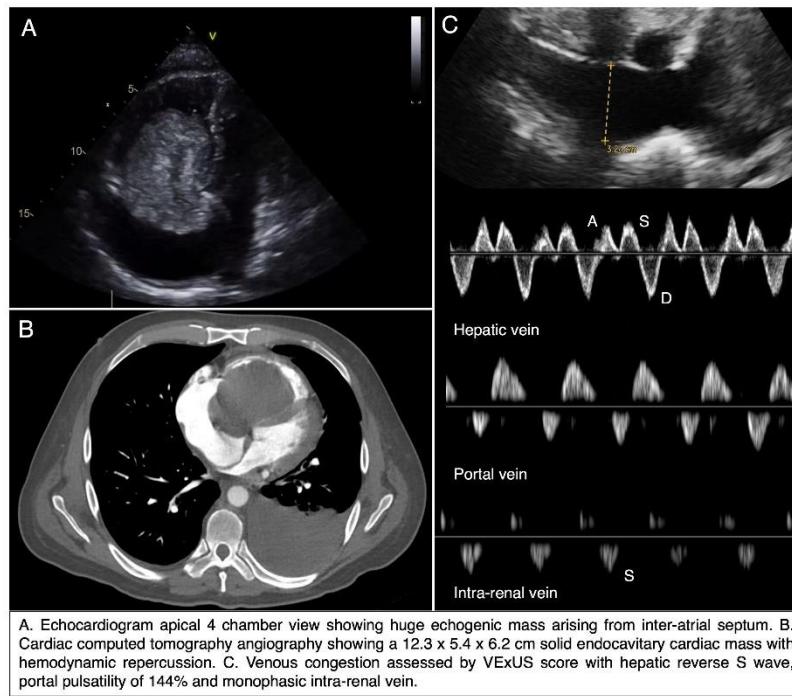 A
V
5
10
15
B
C
3.20 cm
A
S
D
Hepatic vein
Portal vein
S
Intra-renal vein
A. Echocardiogram apical 4 chamber view showing huge echogenic mass arising from inter-atrial septum. B.
Cardiac computed tomography angiography showing a 12.3 x 5.4 x 6.2 cm solid endocavitary cardiac mass with
hemodynamic repercussion. C. Venous congestion assessed by VExUS score with hepatic reverse S wave,
portal pulsatility of 144% and monophasic intra-renal vein.